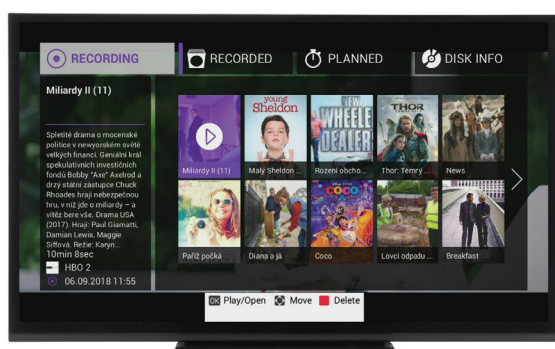 RECORDING
RECORDED
PLANNED
DISK INFO
Miliardy II (11)
Spletité drama o mocenské
politice v newyorském světě
velkých financí. Geniální král
spekulativních investičních
fondů Bobby "Axe" Axelrod a
drzý státní zástupce Chuck
Rhoades hrají nebezpečnou
hru, v níž jde o miliardy – a
vítěz bere vše. Drama USA
(2017). Hrají: Paul Giamatti,
Damian Lewis, Maggie
Siffová. Režie: Karyn...
10min 8sec
HBO 2
06.09.2018 11:55
young
Sheldon
NEW
WHEELER
DEALERS
THOR
Miliardy II (11)
Malý Sheldon ...
Rození obcho...
Thor: Temný ...
News
COCO
Paříž počká
Diana a já
Coco
Lovci odpadu ...
Breakfast
OK Play/Open
Move
Delete